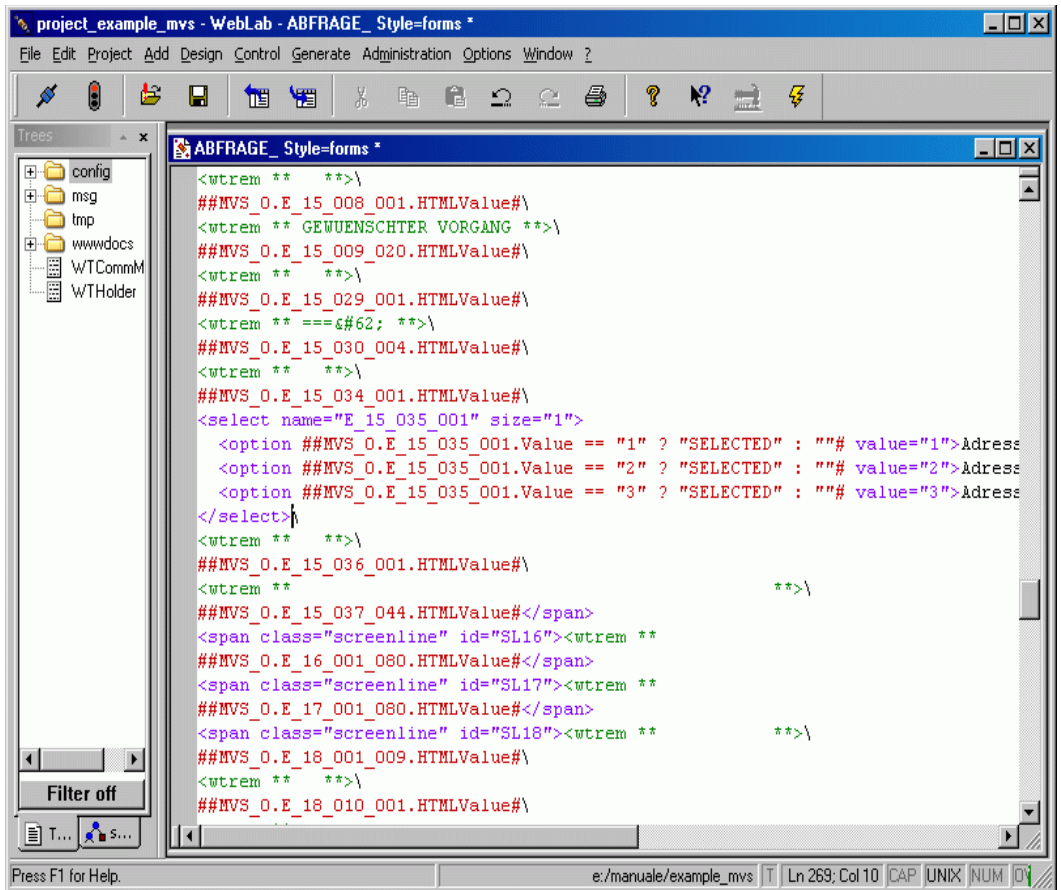 project_example_mvs - WebLab - ABFRAGE_ Style=forms *
File Edit Project Add Design Control Generate Administration Options Window ?
Trees
ABFRAGE_ Style=forms *
config
msg
tmp
wwwdocs
WTCommM
WTHolder
<wtrem **   **>\
##MVS_0.E_15_008_001.HTMLValue#\
<wtrem ** GEWUENSCHTER VORGANG **>\
##MVS_0.E_15_009_020.HTMLValue#\
<wtrem **   **>\
##MVS_0.E_15_029_001.HTMLValue#\
<wtrem ** ===&#62; **>\
##MVS_0.E_15_030_004.HTMLValue#\
<wtrem **   **>\
##MVS_0.E_15_034_001.HTMLValue#\
<select name="E_15_035_001" size="1">
  <option ##MVS_0.E_15_035_001.Value == "1" ? "SELECTED" : ""# value="1">Adress
  <option ##MVS_0.E_15_035_001.Value == "2" ? "SELECTED" : ""# value="2">Adress
  <option ##MVS_0.E_15_035_001.Value == "3" ? "SELECTED" : ""# value="3">Adress
</select>\
<wtrem **   **>\
##MVS_0.E_15_036_001.HTMLValue#\
<wtrem **                                            **>\
##MVS_0.E_15_037_044.HTMLValue#</span>
<span class="screenline" id="SL16"><wtrem **
##MVS_0.E_16_001_080.HTMLValue#</span>
<span class="screenline" id="SL17"><wtrem **
##MVS_0.E_17_001_080.HTMLValue#</span>
<span class="screenline" id="SL18"><wtrem **           **>\
##MVS_0.E_18_001_009.HTMLValue#\
<wtrem **   **>\
##MVS_0.E_18_010_001.HTMLValue#\
Filter off
T... s...
Press F1 for Help.
e:/manuale/example_mvs T Ln 269; Col 10 CAP UNIX NUM